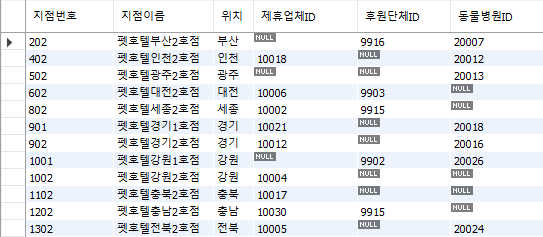 지점번호 지점이름 위치 제휴업체ID 후원단체ID 동물병원ID
202 펫호텔부산2호점 부산 NULL 9916 20007
402 펫호텔인천2호점 인천 10018 NULL 20012
502 펫호텔광주2호점 광주 NULL NULL 20013
602 펫호텔대전2호점 대전 10006 9903 NULL
802 펫호텔세종2호점 세종 10002 9915 NULL
901 펫호텔경기1호점 경기 10021 NULL 20018
902 펫호텔경기2호점 경기 10012 NULL 20016
1001 펫호텔강원1호점 강원 NULL 9902 20026
1002 펫호텔강원2호점 강원 10004 NULL NULL
1102 펫호텔충북2호점 충북 10017 NULL NULL
1202 펫호텔충남2호점 충남 10030 9915 NULL
1302 펫호텔전북2호점 전북 10005 NULL 20024